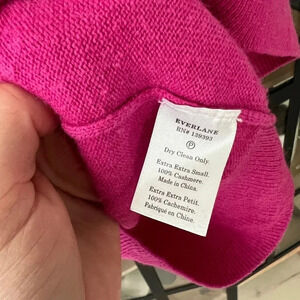 EVERLANE
RN# 139393
P
Dry Clean Only.
Extra Extra Small.
100% Cashmere.
Made in China.
Extra Extra Petit.
100% Cachemire.
Fabriqué en Chine.